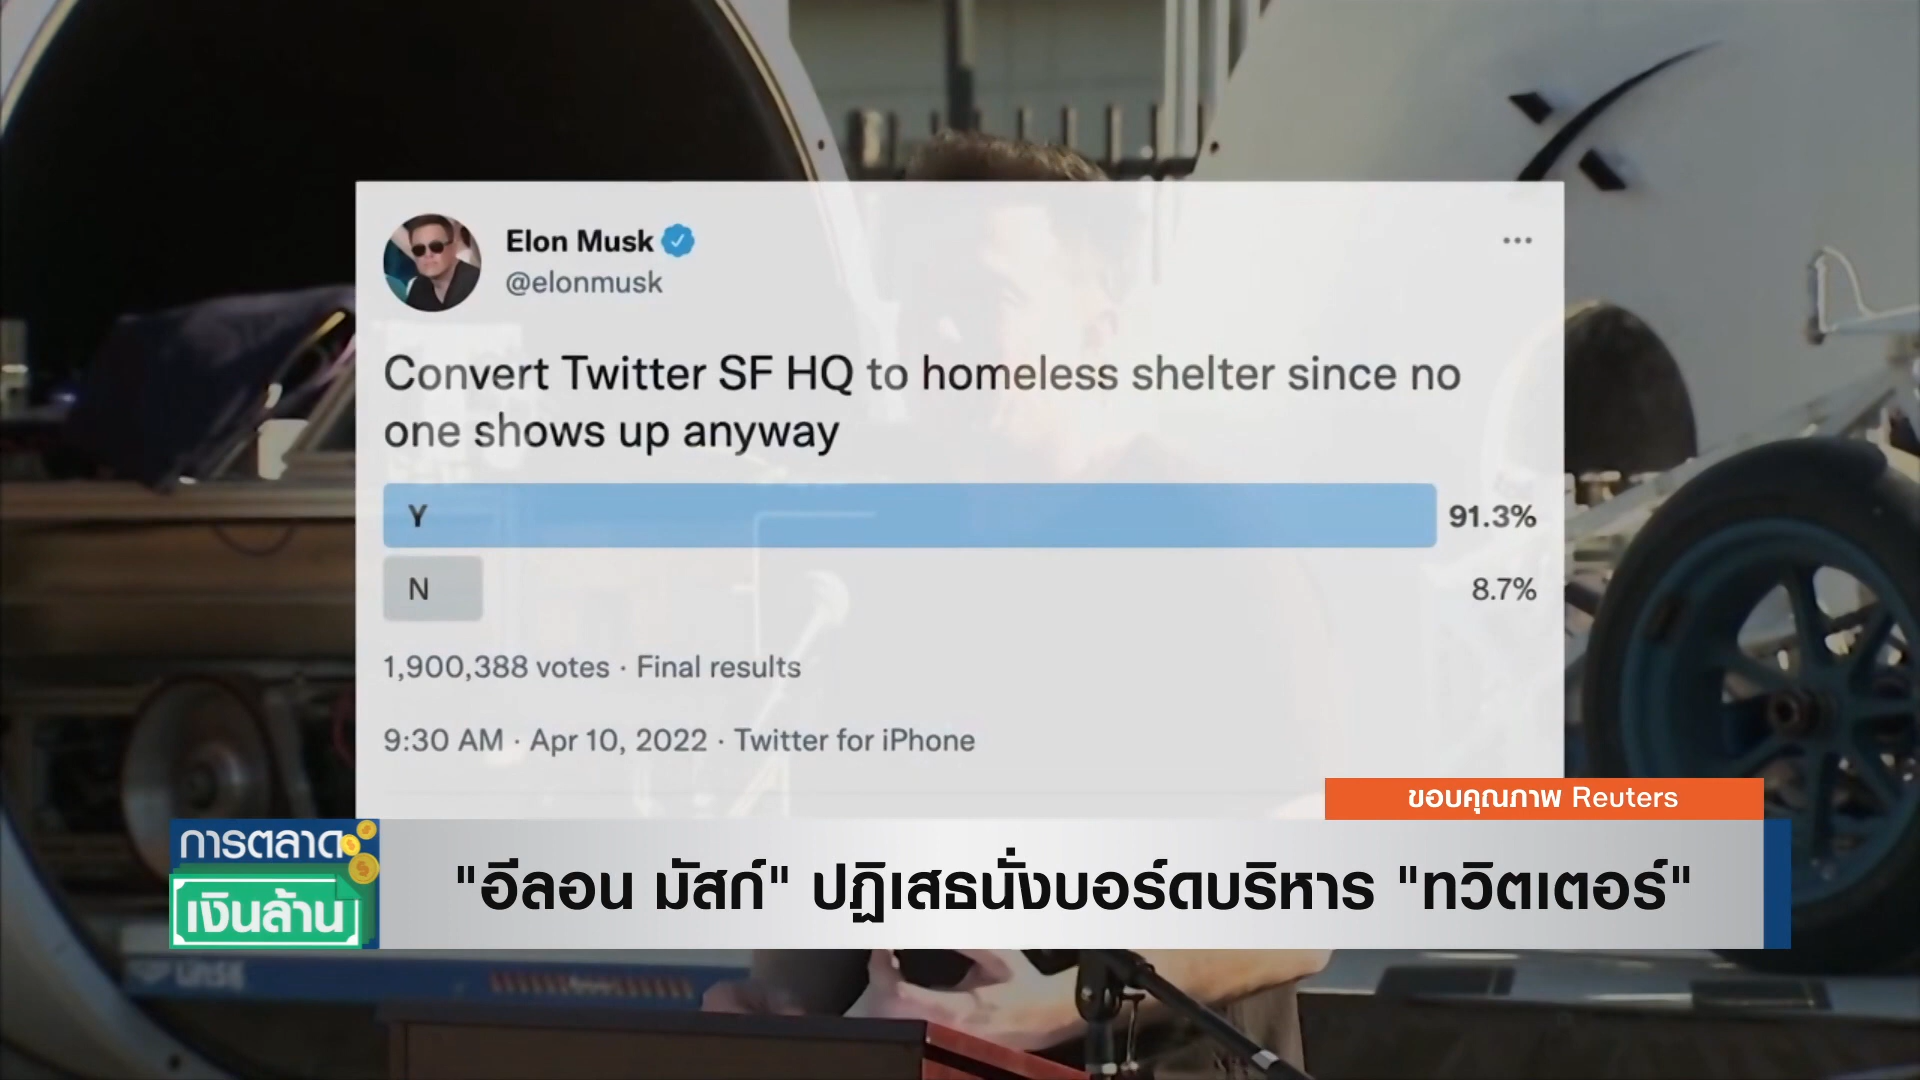 Elon Musk
@elonmusk
Convert Twitter SF HQ to homeless shelter since no
one shows up anyway
Y 91.3%
N 8.7%
1,900,388 votes · Final results
9:30 AM · Apr 10, 2022 · Twitter for iPhone
ขอบคุณภาพ Reuters
การตลาด
เงินล้าน
"อีลอน มัสก์" ปฏิเสธนั่งบอร์ดบริหาร "ทวิตเตอร์"